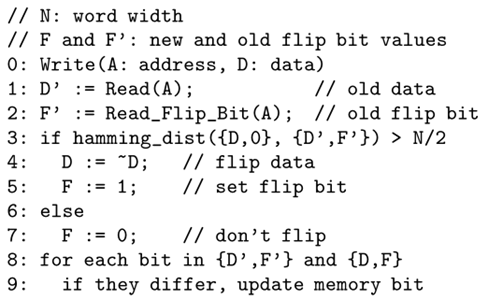 // N: word width
// F and F’: new and old flip bit values
0: Write(A: address, D: data)
1: D’ := Read(A); // old data
2: F’ := Read_Flip_Bit(A); // old flip bit
3: if hamming_dist({D,0}, {D’,F’}) > N/2
4: D := ~D; // flip data
5: F := 1; // set flip bit
6: else
7: F := 0; // don’t flip
8: for each bit in {D’,F’} and {D,F}
9: if they differ, update memory bit